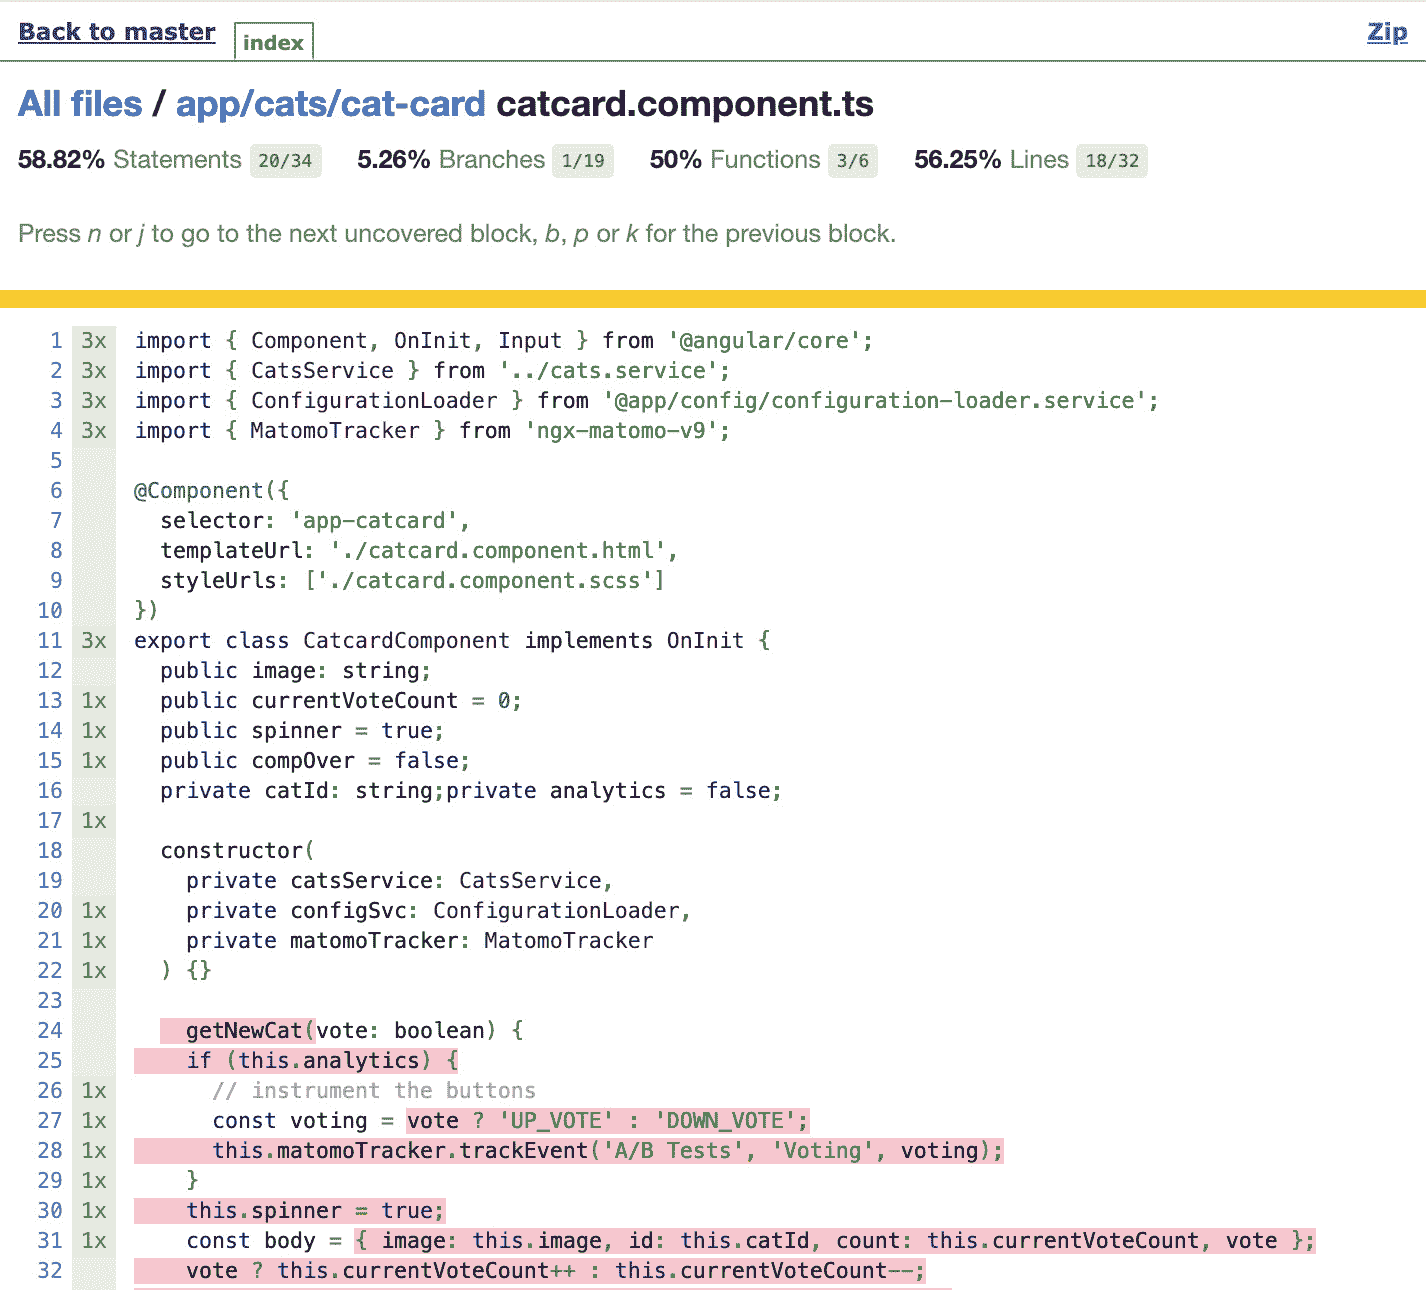 Back to master index Zip
All files / app/cats/cat-card catcard.component.ts
58.82% Statements 20/34 5.26% Branches 1/19 50% Functions 3/6 56.25% Lines 18/32
Press n or j to go to the next uncovered block, b, p or k for the previous block.
1 3x import { Component, OnInit, Input } from '@angular/core';
2 3x import { CatsService } from '../cats.service';
3 3x import { ConfigurationLoader } from '@app/config/configuration-loader.service';
4 3x import { MatomoTracker } from 'ngx-matomo-v9';
5
6 @Component({
7 selector: 'app-catcard',
8 templateUrl: './catcard.component.html',
9 styleUrls: ['./catcard.component.scss']
10 })
11 3x export class CatcardComponent implements OnInit {
12 public image: string;
13 1x public currentVoteCount = 0;
14 1x public spinner = true;
15 1x public compOver = false;
16 private catId: string;private analytics = false;
17 1x
18 constructor(
19 private catsService: CatsService,
20 1x private configSvc: ConfigurationLoader,
21 1x private matomoTracker: MatomoTracker
22 1x ) {}
23
24 getNewCat(vote: boolean) {
25 if (this.analytics) {
26 1x // instrument the buttons
27 1x const voting = vote ? 'UP_VOTE' : 'DOWN_VOTE';
28 1x this.matomoTracker.trackEvent('A/B Tests', 'Voting', voting);
29 1x }
30 1x this.spinner = true;
31 1x const body = { image: this.image, id: this.catId, count: this.currentVoteCount, vote };
32 vote ? this.currentVoteCount++ : this.currentVoteCount--;